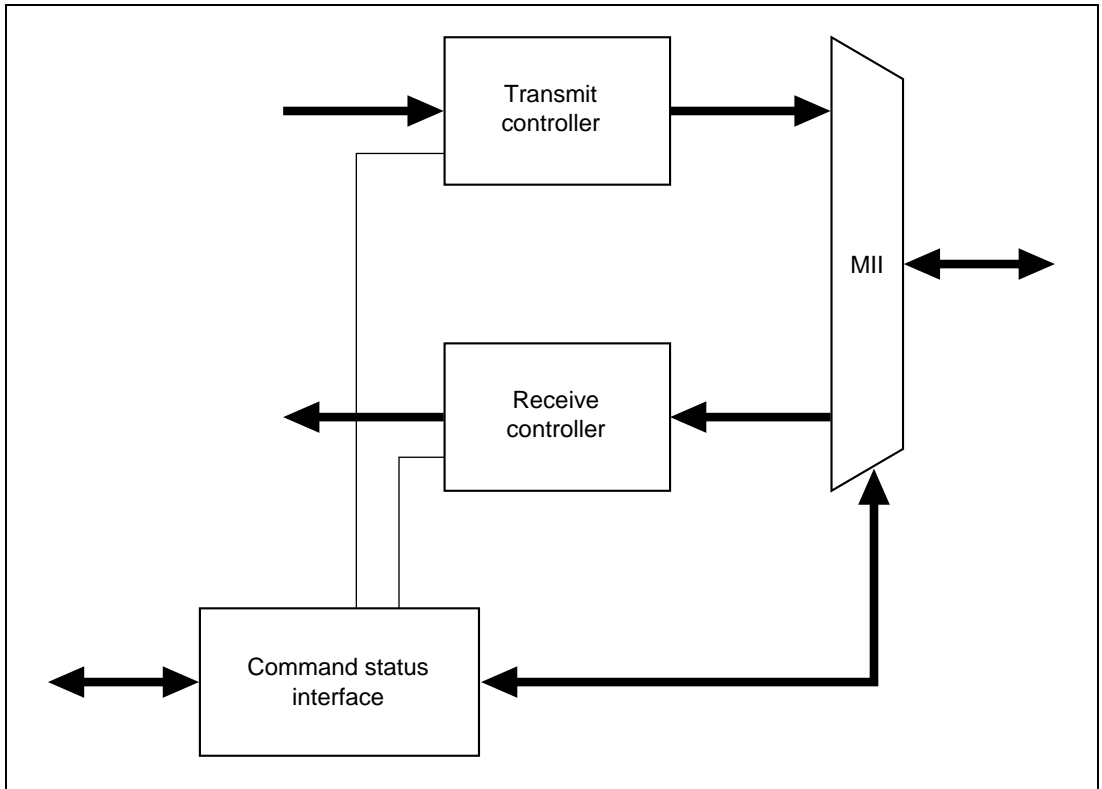 Transmit
controller
MII
Receive
controller
Command status
interface